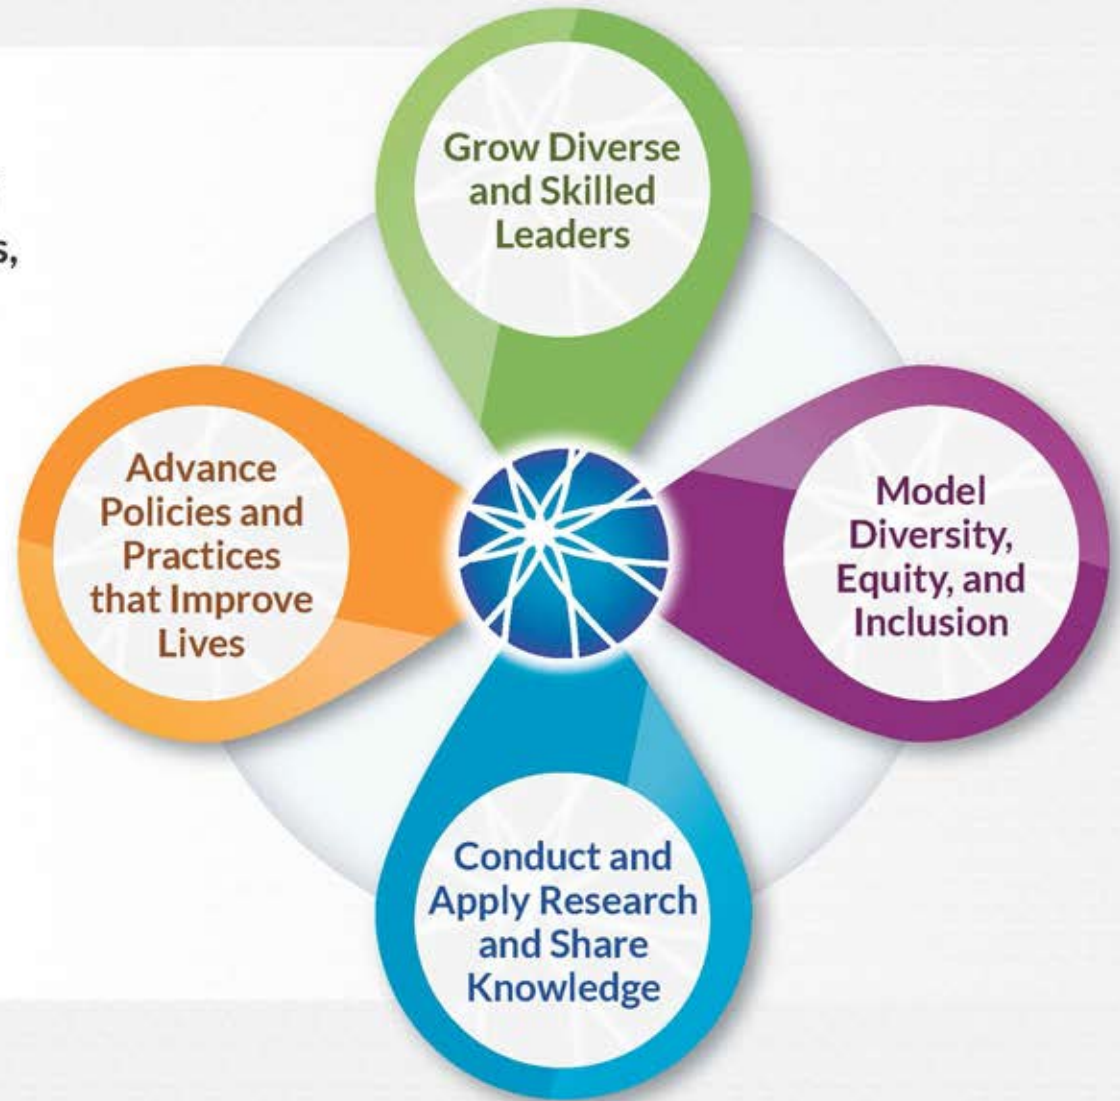 Grow Diverse
and Skilled
Leaders
Advance
Policies and
Practices
that Improve
Lives
Model
Diversity,
Equity, and
Inclusion
Conduct and
Apply Research
and Share
Knowledge